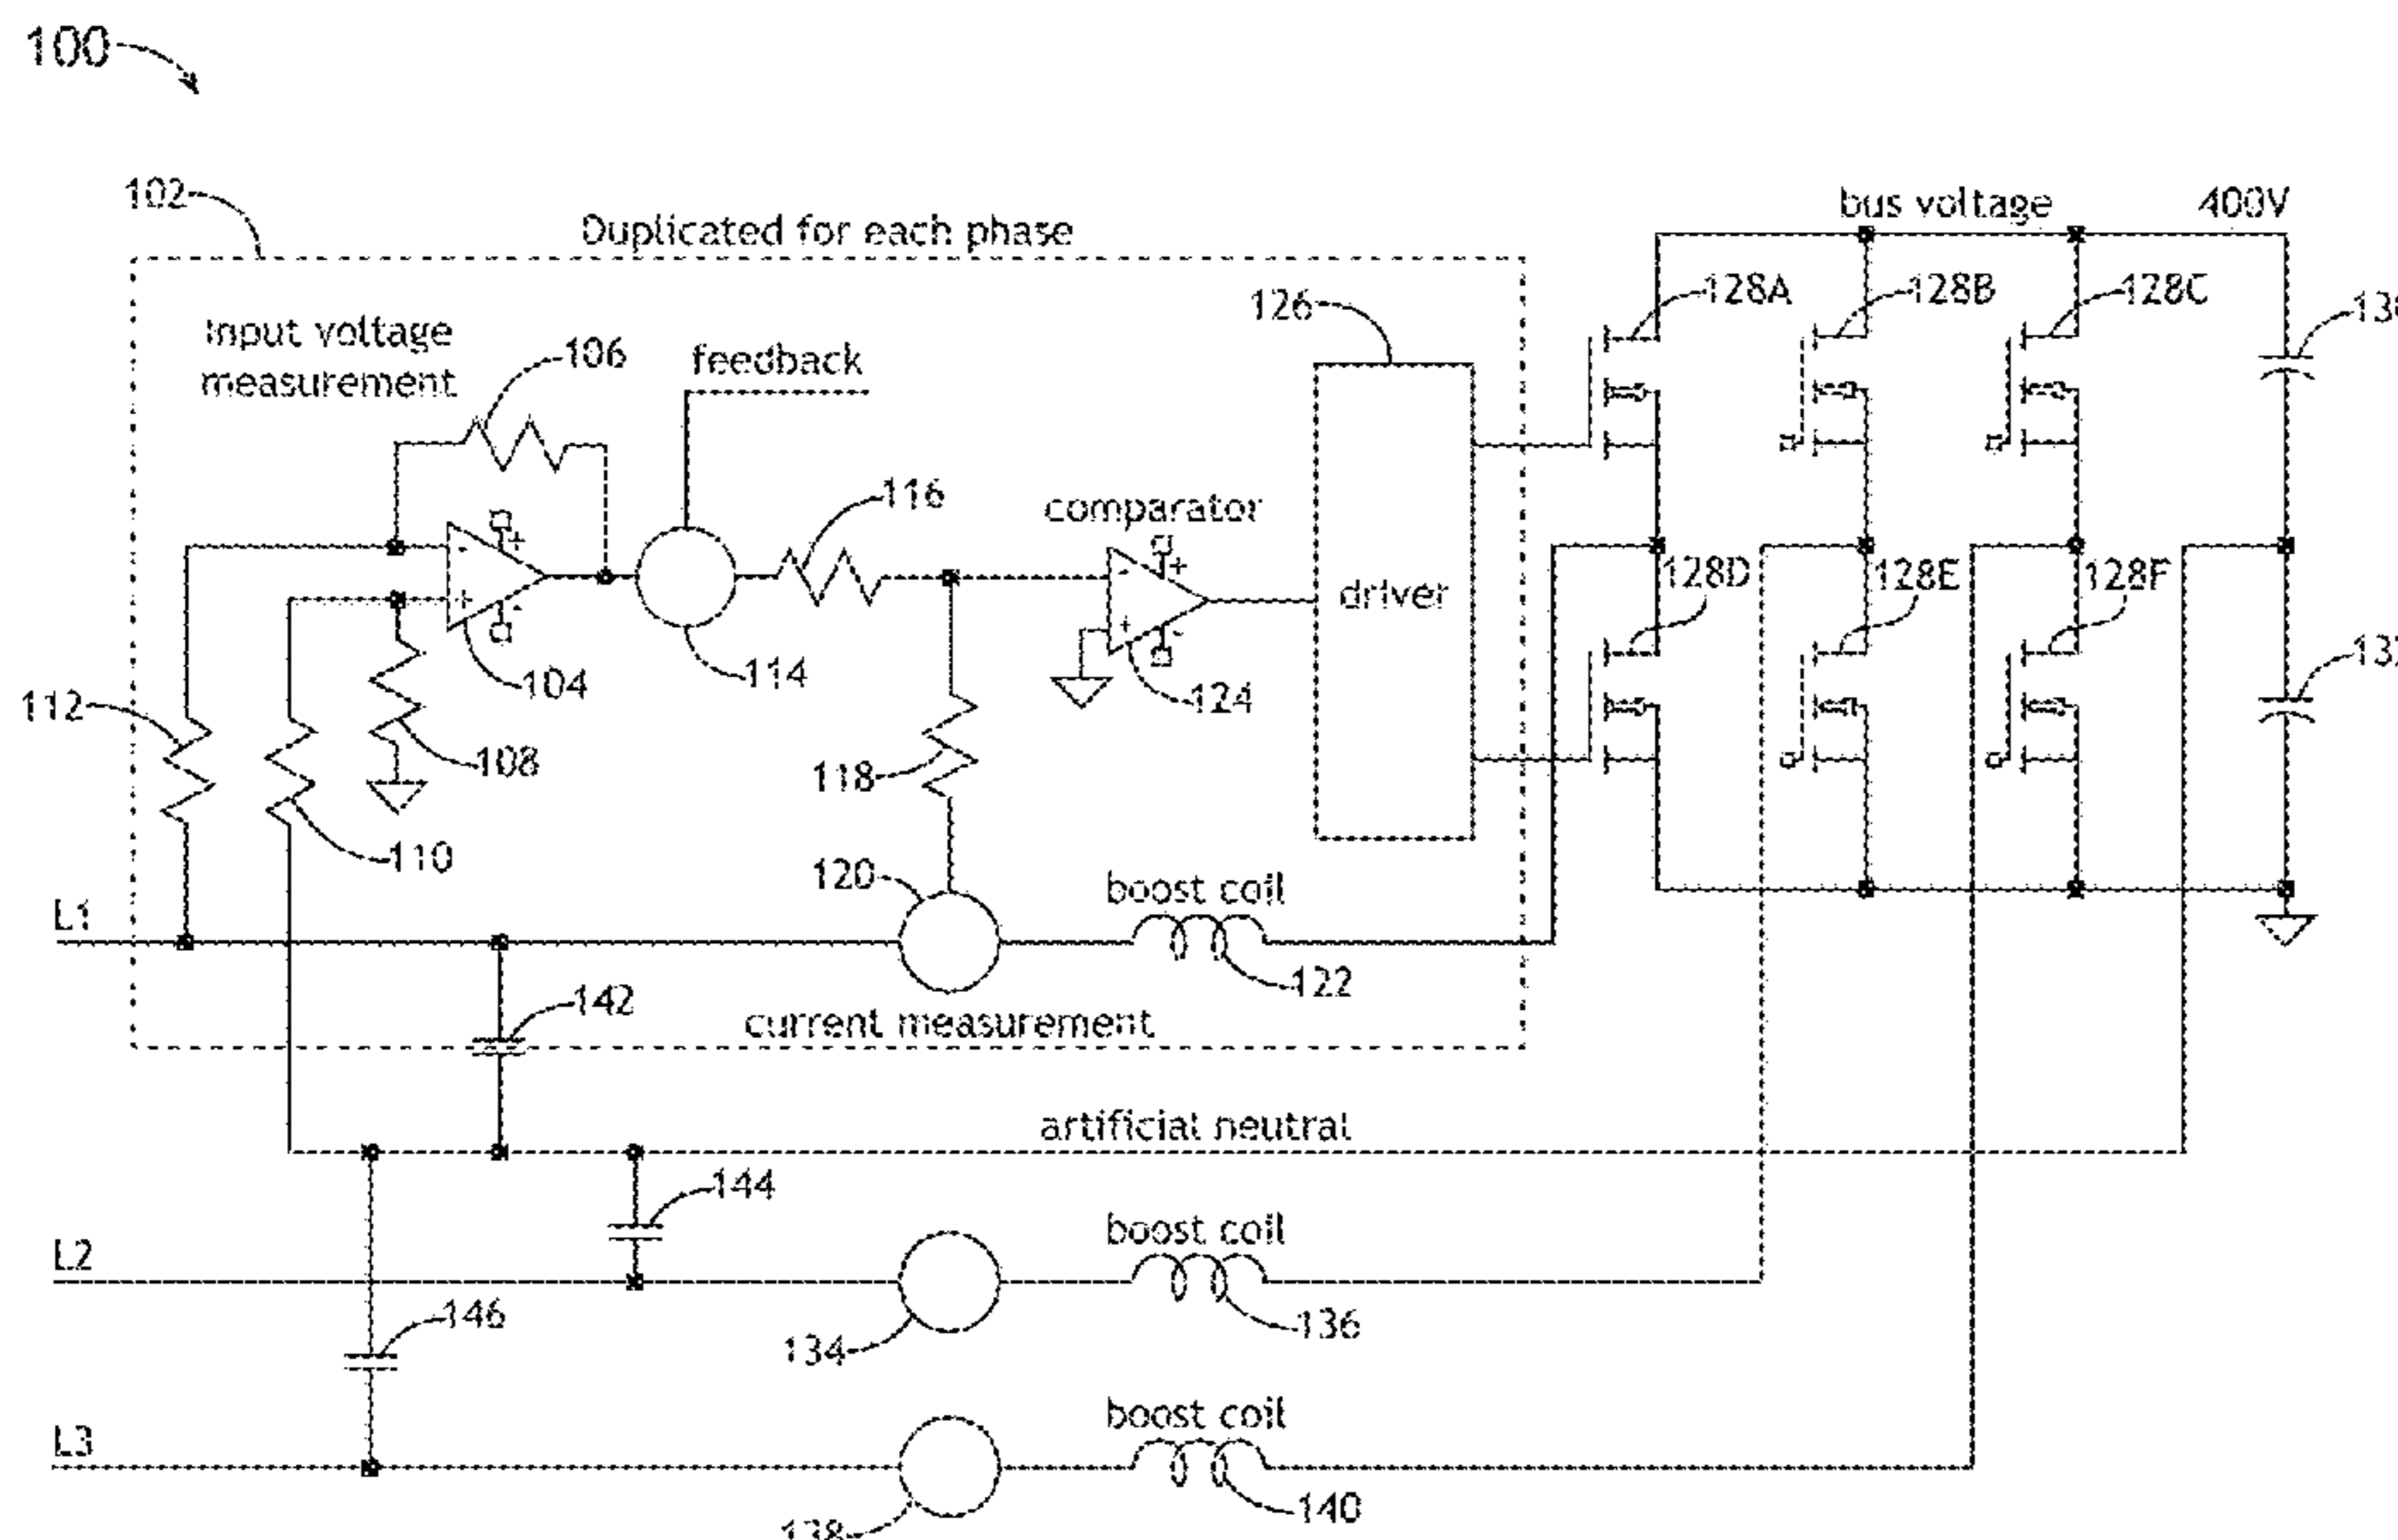 100
102
Duplicated for each phase
bus voltage
400V
Input voltage
measurement
106
feedback
126
128A
128B
128C
116
comparator
128D
128E
128F
driver
104
114
124
112
108
118
110
120
boost coil
L1
122
142
current measurement
artificial neutral
144
L2
boost coil
136
134
146
L3
boost coil
140
138